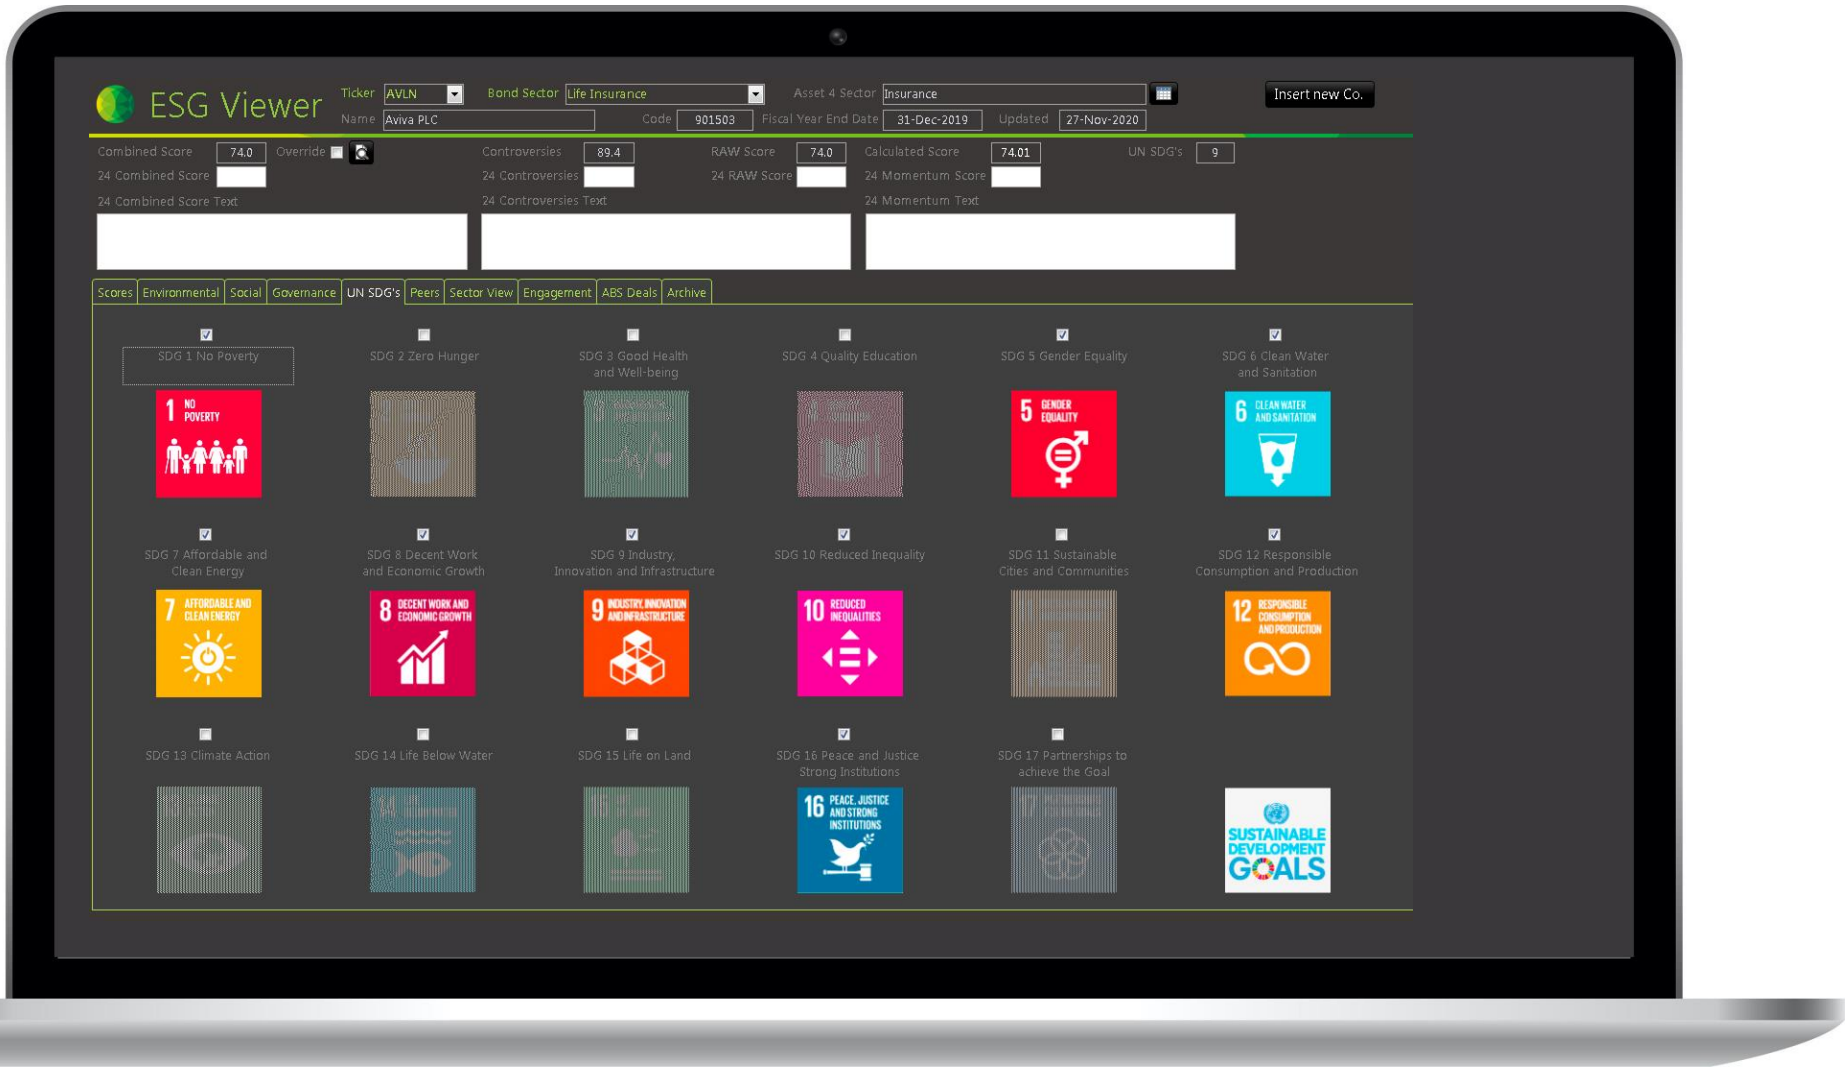 ESG Viewer
Ticker AVLN Bond Sector Life Insurance Asset 4 Sector Insurance Insert new Co.
Name Aviva PLC Code 901503 Fiscal Year End Date 31-Dec-2019 Updated 27-Nov-2020
Combined Score 74.0 Override Controversies 89.4 RAW Score 74.0 Calculated Score 74.01 UN SDG's 9
24 Combined Score 24 Controversies 24 RAW Score 24 Momentum Score
24 Combined Score Text 24 Controversies Text 24 Momentum Text
Scores Environmental Social Governance UN SDG's Peers Sector View Engagement ABS Deals Archive
SDG 1 No Poverty
SDG 2 Zero Hunger
SDG 3 Good Health
and Well-being
SDG 4 Quality Education
SDG 5 Gender Equality
SDG 6 Clean Water
and Sanitation
1 NO
POVERTY
5 GENDER
EQUALITY
6 CLEAN WATER
AND SANITATION
SDG 7 Affordable and
Clean Energy
SDG 8 Decent Work
and Economic Growth
SDG 9 Industry,
Innovation and Infrastructure
SDG 10 Reduced Inequality
SDG 11 Sustainable
Cities and Communities
SDG 12 Responsible
Consumption and Production
7 AFFORDABLE AND
CLEAN ENERGY
8 DECENT WORK AND
ECONOMIC GROWTH
9 INDUSTRY, INNOVATION
AND INFRASTRUCTURE
10 REDUCED
INEQUALITIES
12 RESPONSIBLE
CONSUMPTION
AND PRODUCTION
SDG 13 Climate Action
SDG 14 Life Below Water
SDG 15 Life on Land
SDG 16 Peace and Justice
Strong Institutions
SDG 17 Partnerships to
achieve the Goal
14
15
16 PEACE, JUSTICE
AND STRONG
INSTITUTIONS
17
SUSTAINABLE
DEVELOPMENT
GOALS